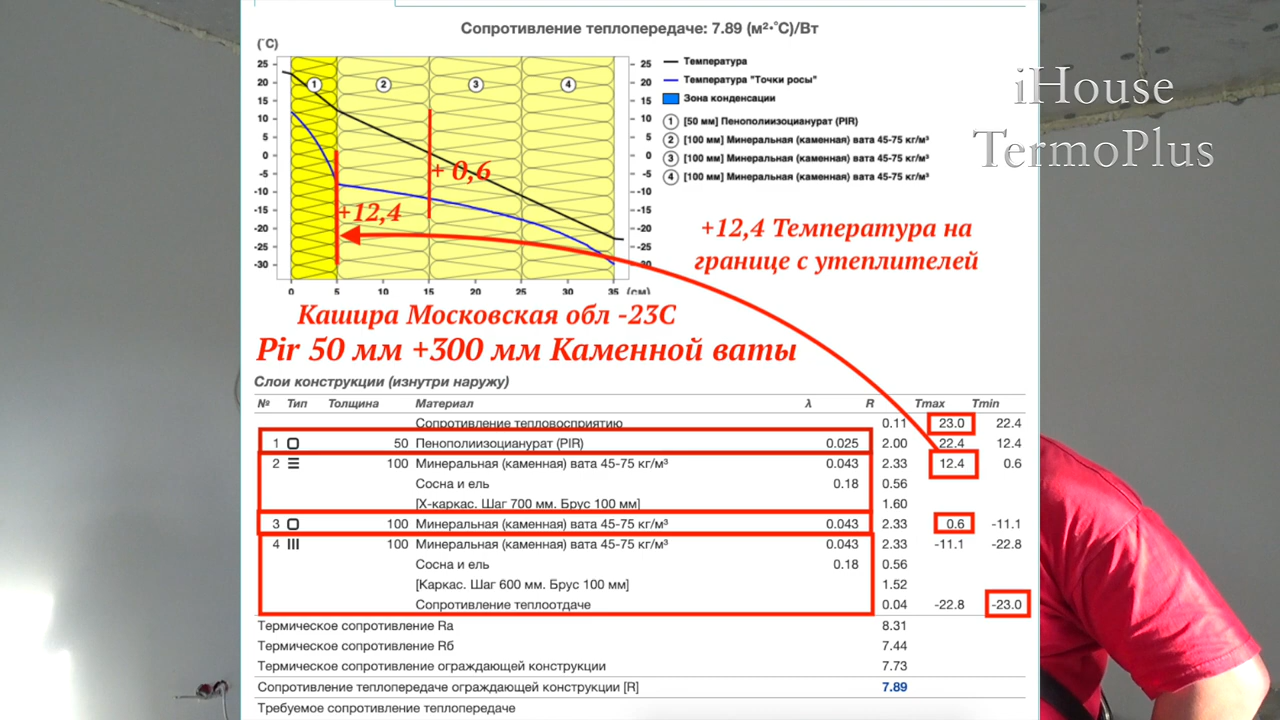 Сопротивление теплопередаче: 7.89 (м²·°С)/Вт
(°C)
25 20 15 10 5 0 -5 -10 -15 -20 -25 -30
1 2 3 4
25 20 15 10 5 0 -5 -10 -15 -20 -25 -30
0 5 10 15 20 25 30 35 (см)
+12,4
+ 0,6
Температура
Температура "Точки росы"
Зона конденсации
1 [50 мм] Пенополиизоцианурат (PIR)
2 [100 мм] Минеральная (каменная) вата 45-75 кг/м³
3 [100 мм] Минеральная (каменная) вата 45-75 кг/м³
4 [100 мм] Минеральная (каменная) вата 45-75 кг/м³
iHouse
TermoPlus
+12,4 Температура на
границе с утеплителей
Кашира Московская обл -23С
Pir 50 мм +300 мм Каменной ваты
Слои конструкции (изнутри наружу)
№ Тип Толщина Материал λ R Tmax Tmin
Сопротивление тепловосприятию 0.11 23.0 22.4
1 50 Пенополиизоцианурат (PIR) 0.025 2.00 22.4 12.4
2 100 Минеральная (каменная) вата 45-75 кг/м³ 0.043 2.33 12.4 0.6
Сосна и ель 0.18 0.56
[X-каркас. Шаг 700 мм. Брус 100 мм] 1.60
3 100 Минеральная (каменная) вата 45-75 кг/м³ 0.043 2.33 0.6 -11.1
4 100 Минеральная (каменная) вата 45-75 кг/м³ 0.043 2.33 -11.1 -22.8
Сосна и ель 0.18 0.56
[Каркас. Шаг 600 мм. Брус 100 мм] 1.52
Сопротивление теплоотдаче 0.04 -22.8 -23.0
Термическое сопротивление Rа 8.31
Термическое сопротивление Rб 7.44
Термическое сопротивление ограждающей конструкции 7.73
Сопротивление теплопередаче ограждающей конструкции [R] 7.89
Требуемое сопротивление теплопередаче